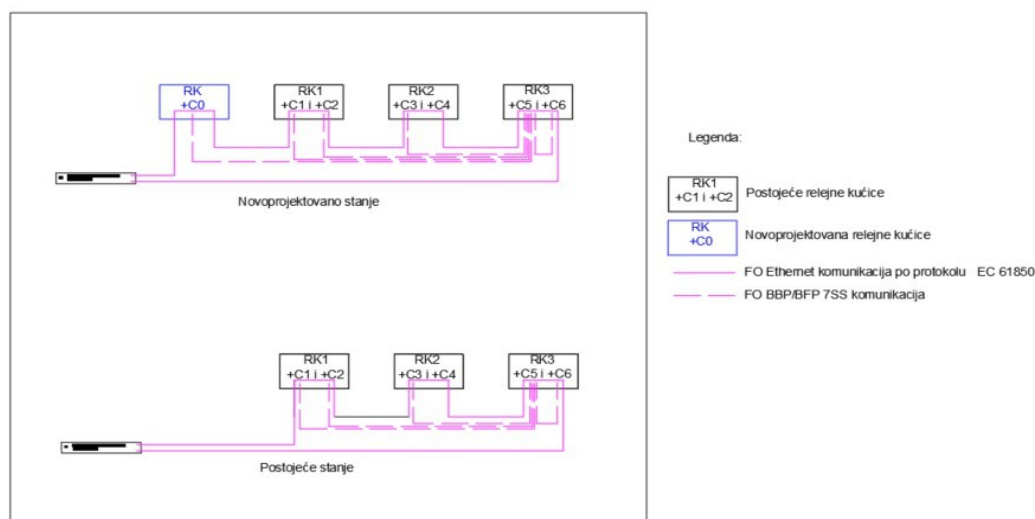 RK
+C0
RK1
+C1 i +C2
RK2
+C3 i +C4
RK3
+C5 i +C6
Novoprojektovano stanje
Legenda:
RK1
+C1 i +C2
Postojeće relejne kućice
RK
+C0
Novoprojektovana relejne kućice
FO Ethernet komunikacija po protokolu EC 61850
FO BBP/BFP 7SS komunikacija
RK1
+C1 i +C2
RK2
+C3 i +C4
RK3
+C5 i +C6
Postojeće stanje